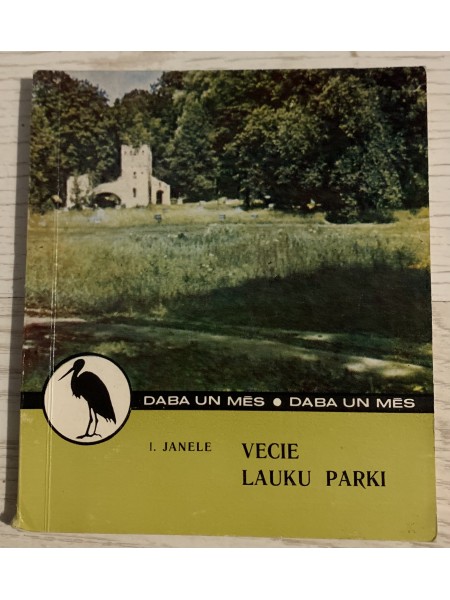 DABA UN MĒS ● DABA UN MĒS
I. JANELE
VECIE
LAUKU PARKI